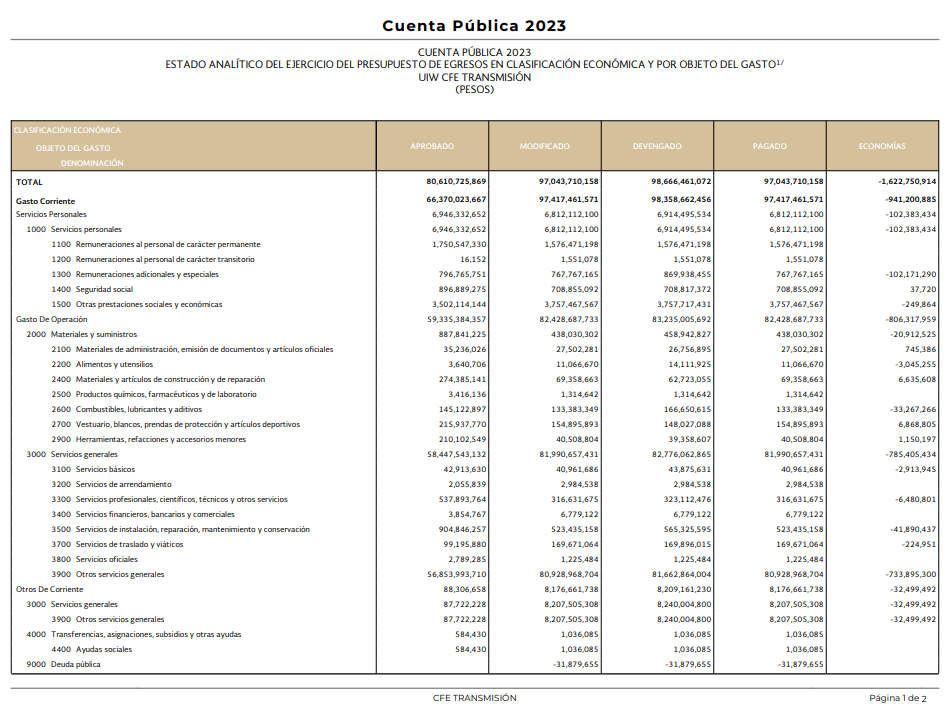 Cuenta Pública 2023
CUENTA PÚBLICA 2023
ESTADO ANALÍTICO DEL EJERCICIO DEL PRESUPUESTO DE EGRESOS EN CLASIFICACIÓN ECONÓMICA Y POR OBJETO DEL GASTO1/
UIW CFE TRANSMISIÓN
(PESOS)
CLASIFICACIÓN ECONÓMICA
OBJETO DEL GASTO
DENOMINACIÓN
APROBADO MODIFICADO DEVENGADO PAGADO ECONOMÍAS
TOTAL 80,610,725,869 97,043,710,158 98,666,461,072 97,043,710,158 -1,622,750,914
Gasto Corriente 66,370,023,667 97,417,461,571 98,358,662,456 97,417,461,571 -941,200,885
Servicios Personales 6,946,332,652 6,812,112,100 6,914,495,534 6,812,112,100 -102,383,434
1000 Servicios personales 6,946,332,652 6,812,112,100 6,914,495,534 6,812,112,100 -102,383,434
1100 Remuneraciones al personal de carácter permanente 1,750,547,330 1,576,471,198 1,576,471,198 1,576,471,198
1200 Remuneraciones al personal de carácter transitorio 16,152 1,551,078 1,551,078 1,551,078
1300 Remuneraciones adicionales y especiales 796,765,751 767,767,165 869,938,455 767,767,165 -102,171,290
1400 Seguridad social 896,889,275 708,855,092 708,817,372 708,855,092 37,720
1500 Otras prestaciones sociales y económicas 3,502,114,144 3,757,467,567 3,757,717,431 3,757,467,567 -249,864
Gasto De Operación 59,335,384,357 82,428,687,733 83,235,005,692 82,428,687,733 -806,317,959
2000 Materiales y suministros 887,841,225 438,030,302 458,942,827 438,030,302 -20,912,525
2100 Materiales de administración, emisión de documentos y artículos oficiales 35,236,026 27,502,281 26,756,895 27,502,281 745,386
2200 Alimentos y utensilios 3,640,706 11,066,670 14,111,925 11,066,670 -3,045,255
2400 Materiales y artículos de construcción y de reparación 274,385,141 69,358,663 62,723,055 69,358,663 6,635,608
2500 Productos químicos, farmacéuticos y de laboratorio 3,416,136 1,314,642 1,314,642 1,314,642
2600 Combustibles, lubricantes y aditivos 145,122,897 133,383,349 166,650,615 133,383,349 -33,267,266
2700 Vestuario, blancos, prendas de protección y artículos deportivos 215,937,770 154,895,893 148,027,088 154,895,893 6,868,805
2900 Herramientas, refacciones y accesorios menores 210,102,549 40,508,804 39,358,607 40,508,804 1,150,197
3000 Servicios generales 58,447,543,132 81,990,657,431 82,776,062,865 81,990,657,431 -785,405,434
3100 Servicios básicos 42,913,630 40,961,686 43,875,631 40,961,686 -2,913,945
3200 Servicios de arrendamiento 2,055,839 2,984,538 2,984,538 2,984,538
3300 Servicios profesionales, científicos, técnicos y otros servicios 537,893,764 316,631,675 323,112,476 316,631,675 -6,480,801
3400 Servicios financieros, bancarios y comerciales 3,854,767 6,779,122 6,779,122 6,779,122
3500 Servicios de instalación, reparación, mantenimiento y conservación 904,846,257 523,435,158 565,325,595 523,435,158 -41,890,437
3700 Servicios de traslado y viáticos 99,195,880 169,671,064 169,896,015 169,671,064 -224,951
3800 Servicios oficiales 2,789,285 1,225,484 1,225,484 1,225,484
3900 Otros servicios generales 56,853,993,710 80,928,968,704 81,662,864,004 80,928,968,704 -733,895,300
Otros De Corriente 88,306,658 8,176,661,738 8,209,161,230 8,176,661,738 -32,499,492
3000 Servicios generales 87,722,228 8,207,505,308 8,240,004,800 8,207,505,308 -32,499,492
3900 Otros servicios generales 87,722,228 8,207,505,308 8,240,004,800 8,207,505,308 -32,499,492
4000 Transferencias, asignaciones, subsidios y otras ayudas 584,430 1,036,085 1,036,085 1,036,085
4400 Ayudas sociales 584,430 1,036,085 1,036,085 1,036,085
9000 Deuda pública -31,879,655 -31,879,655 -31,879,655
CFE TRANSMISIÓN Página 1 de 2